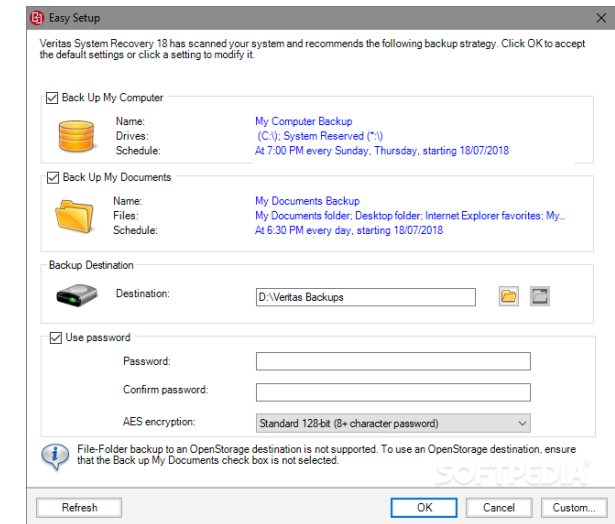 Easy Setup
Veritas System Recovery 18 has scanned your system and recommends the following backup strategy. Click OK to accept
the default settings or click a setting to modify it.
Back Up My Computer
Name: My Computer Backup
Drives: (C:\); System Reserved (*:\)
Schedule: At 7:00 PM every Sunday, Thursday, starting 18/07/2018
Back Up My Documents
Name: My Documents Backup
Files: My Documents folder; Desktop folder; Internet Explorer favorites; My...
Schedule: At 6:30 PM every day, starting 18/07/2018
Backup Destination
Destination: D:\Veritas Backups
Use password
Password:
Confirm password:
AES encryption: Standard 128-bit (8+ character password)
File-Folder backup to an OpenStorage destination is not supported. To use an OpenStorage destination, ensure
that the Back up My Documents check box is not selected.
SOFTPEDIA®
Refresh OK Cancel Custom...